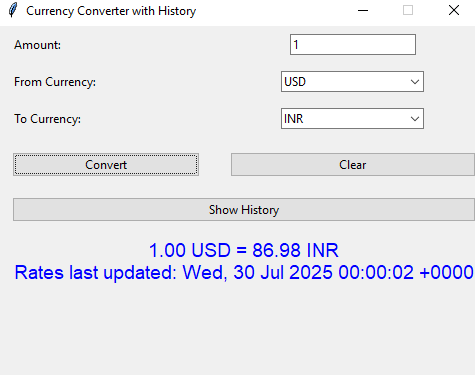 Currency Converter with History
Amount: 1
From Currency: USD
To Currency: INR
Convert Clear
Show History
1.00 USD = 86.98 INR
Rates last updated: Wed, 30 Jul 2025 00:00:02 +0000